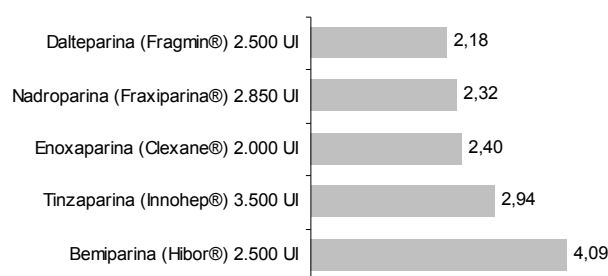 Dalteparina (Fragmin®) 2.500 UI 2,18
Nadroparina (Fraxiparina®) 2.850 UI 2,32
Enoxaparina (Clexane®) 2.000 UI 2,40
Tinzaparina (Innohep®) 3.500 UI 2,94
Bemiparina (Hibor®) 2.500 UI 4,09